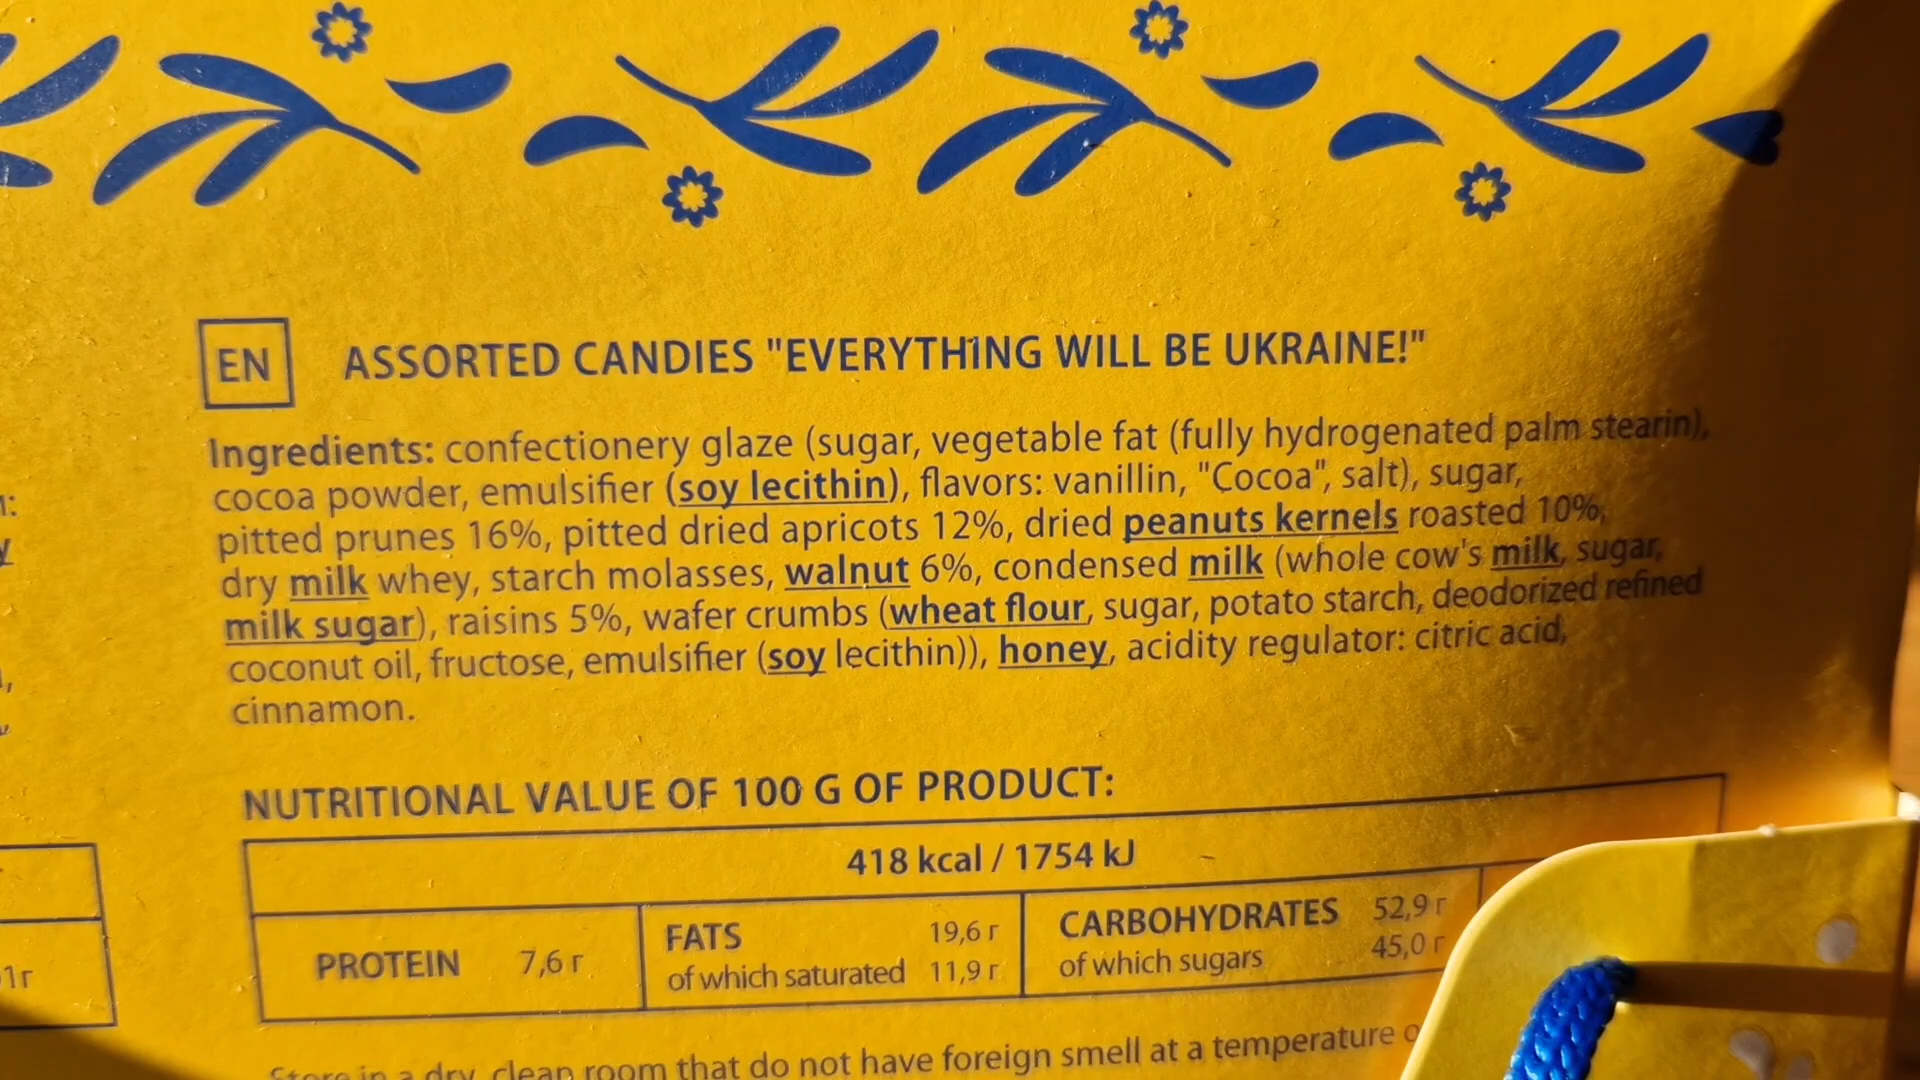 EN
ASSORTED CANDIES "EVERYTHING WILL BE UKRAINE!"
Ingredients: confectionery glaze (sugar, vegetable fat (fully hydrogenated palm stearin),
cocoa powder, emulsifier (soy lecithin), flavors: vanillin, "Cocoa", salt), sugar,
pitted prunes 16%, pitted dried apricots 12%, dried peanuts kernels roasted 10%,
dry milk whey, starch molasses, walnut 6%, condensed milk (whole cow's milk, sugar,
milk sugar), raisins 5%, wafer crumbs (wheat flour, sugar, potato starch, deodorized refined
coconut oil, fructose, emulsifier (soy lecithin)), honey, acidity regulator: citric acid,
cinnamon.
NUTRITIONAL VALUE OF 100 G OF PRODUCT:
418 kcal / 1754 kJ
PROTEIN 7,6 г
FATS 19,6 г
of which saturated 11,9 г
CARBOHYDRATES 52,9 г
of which sugars 45,0 г
Store in a dry, clean room that do not have foreign smell at a temperature